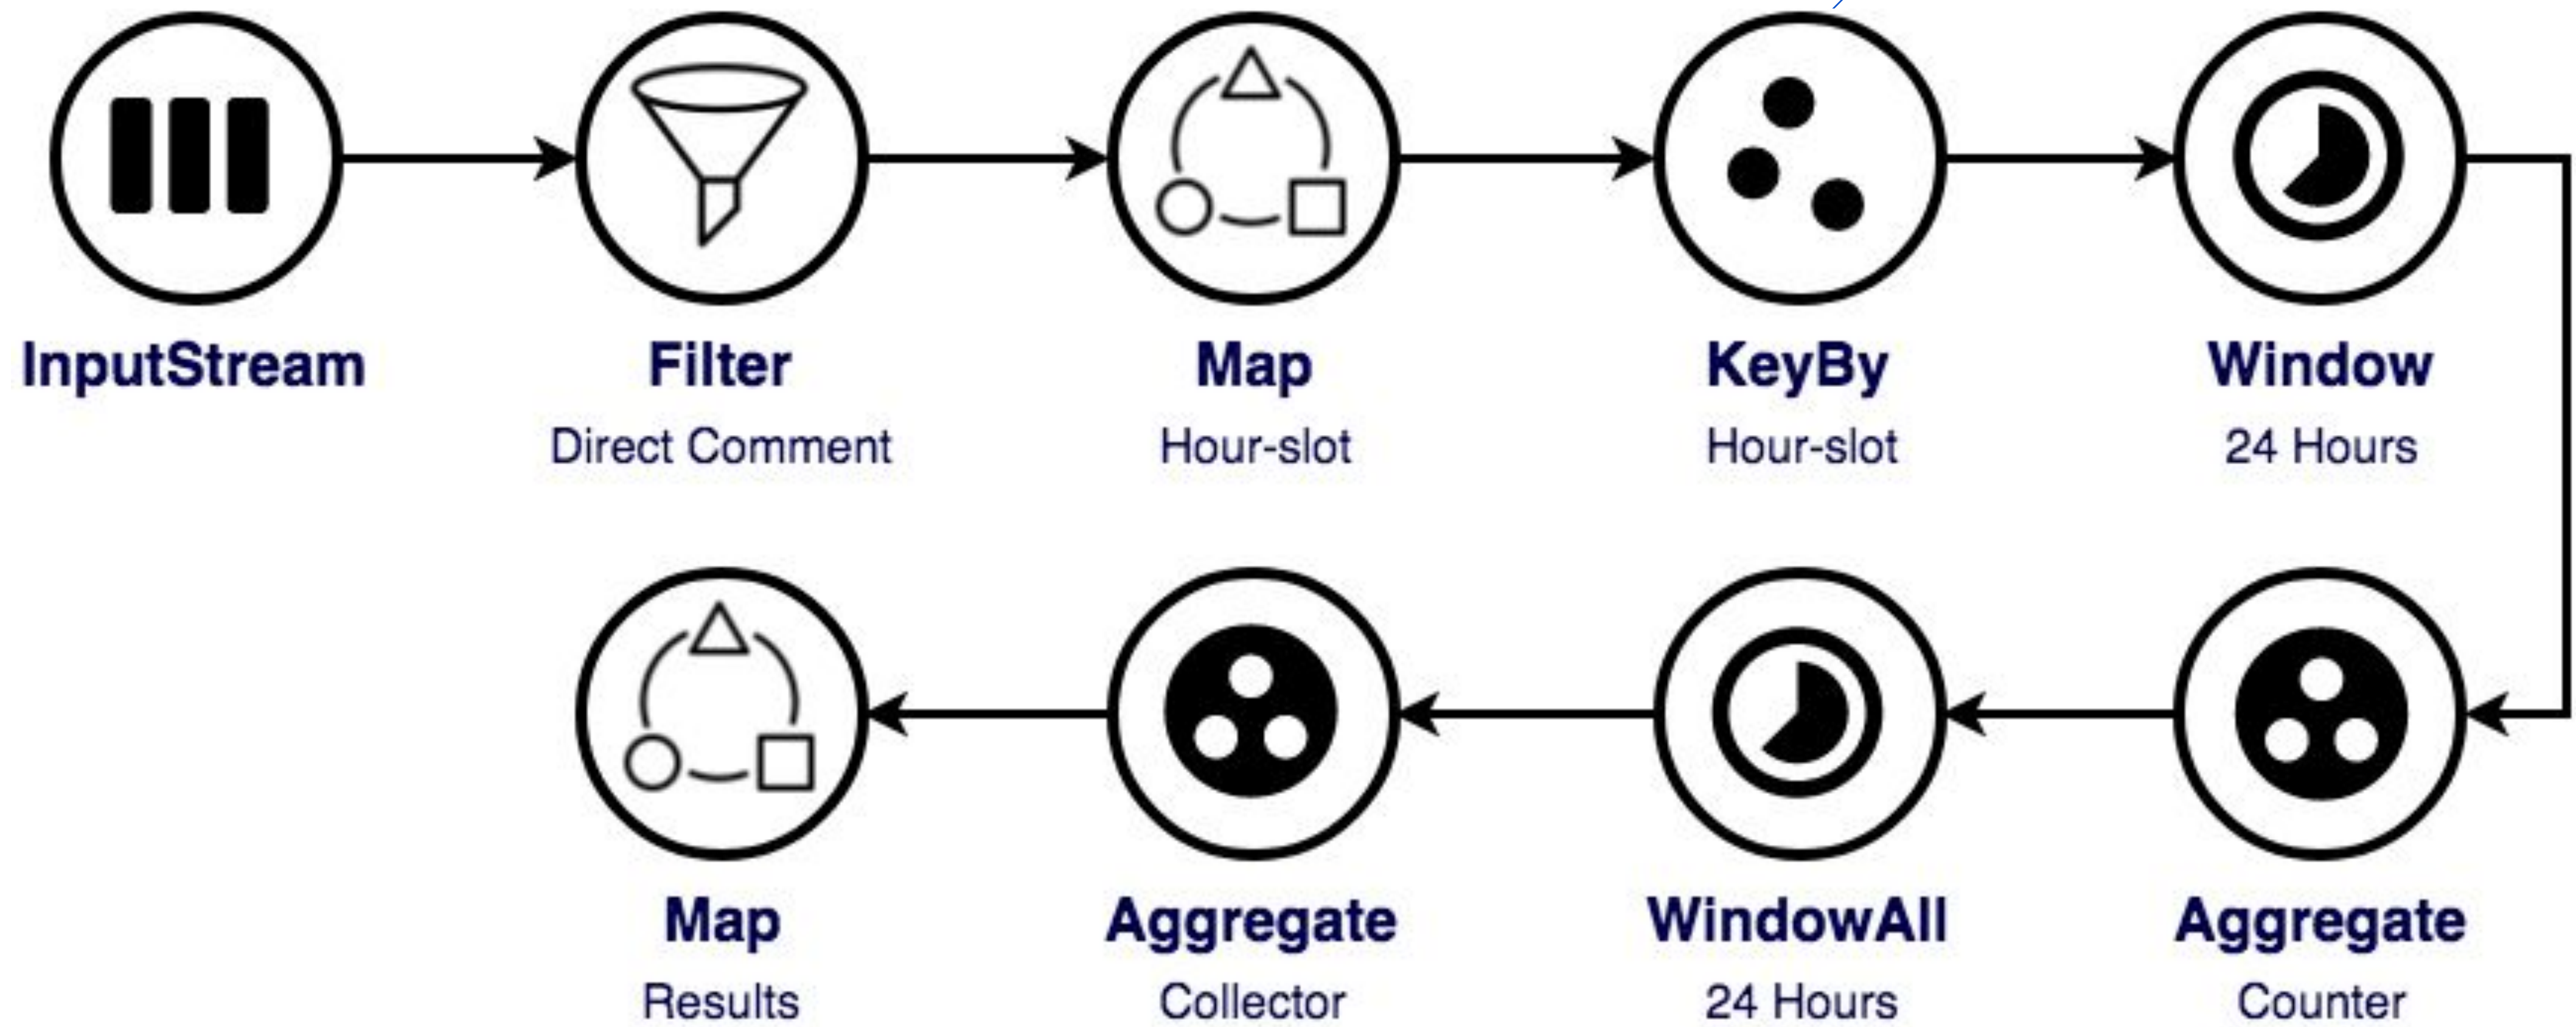 InputStream
Filter
Direct Comment
Map
Hour-slot
KeyBy
Hour-slot
Window
24 Hours
Map
Results
Aggregate
Collector
WindowAll
24 Hours
Aggregate
Counter